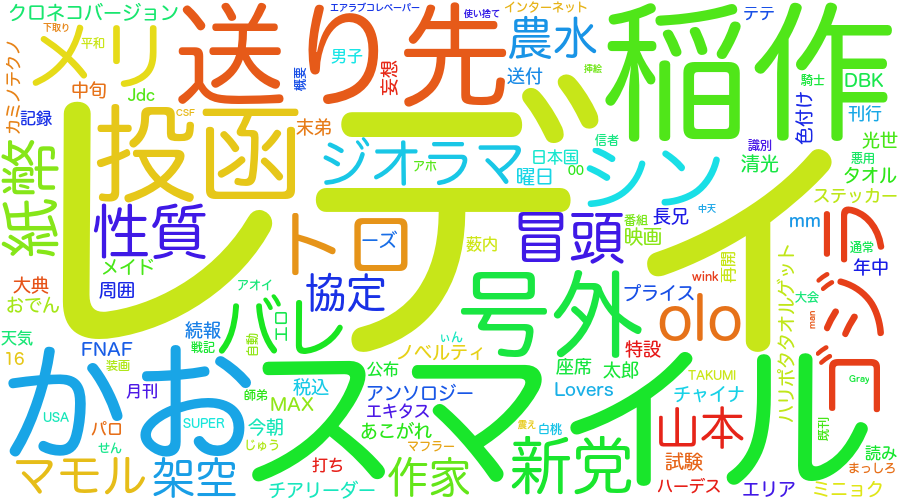 クロネコバージョン
下取り
エアラブコレペーパー
使い捨て
インターネット
テテ
メリ
平和
送り先
男子
妄想
概要
農水
送付
挿絵
稲作
騎士
DBK
刊行
色付け
カミノテクノ
中旬
Jdc
記録
CSF
投函
末弟
レディ
ジオラマ
アホ
日本国
曜日
00
シン
信者
識別
清光
光世
悪用
タオル
ステッカー
紙幣
性質
トロ
ーズ
薮内
冒頭
番組
映画
長兄
中天
mm
通常
年中
メイド
周囲
大典
おでん
アオイ
協定
号外
再開
wink
プライス
olo
大会
man
ハリポタタオルゲット
天気
16
続報
戦記
FNAF
装画
バレ
自動
エロ
ノベルティ
ぃん
特設
かお
月刊
USA
SUPER
パロ
せん
師弟
税込
MAX
今朝
じゅう
スマイル
公布
アンソロジー
エキタス
あこがれ
マフラー
座席
太郎
Lovers
震え
白桃
TAKUMI
チャイナ
Gray
山本
既刊
読み
まっしろ
マモル
架空
打ち
チアリーダー
作家
新党
試験
ハーデス
エリア
ミニョク